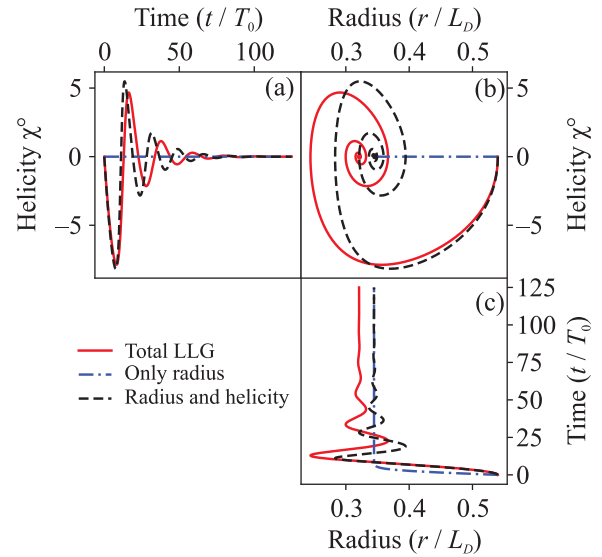 Time (t / T₀)
Radius (r / L_D)
0 50 100
0.3 0.4 0.5
5
0
−5
Helicity χ°
(a)
(b)
5
0
−5
Helicity χ°
(c)
125
100
75
50
25
0
Time (t / T₀)
Total LLG
Only radius
Radius and helicity
0.3 0.4 0.5
Radius (r / L_D)